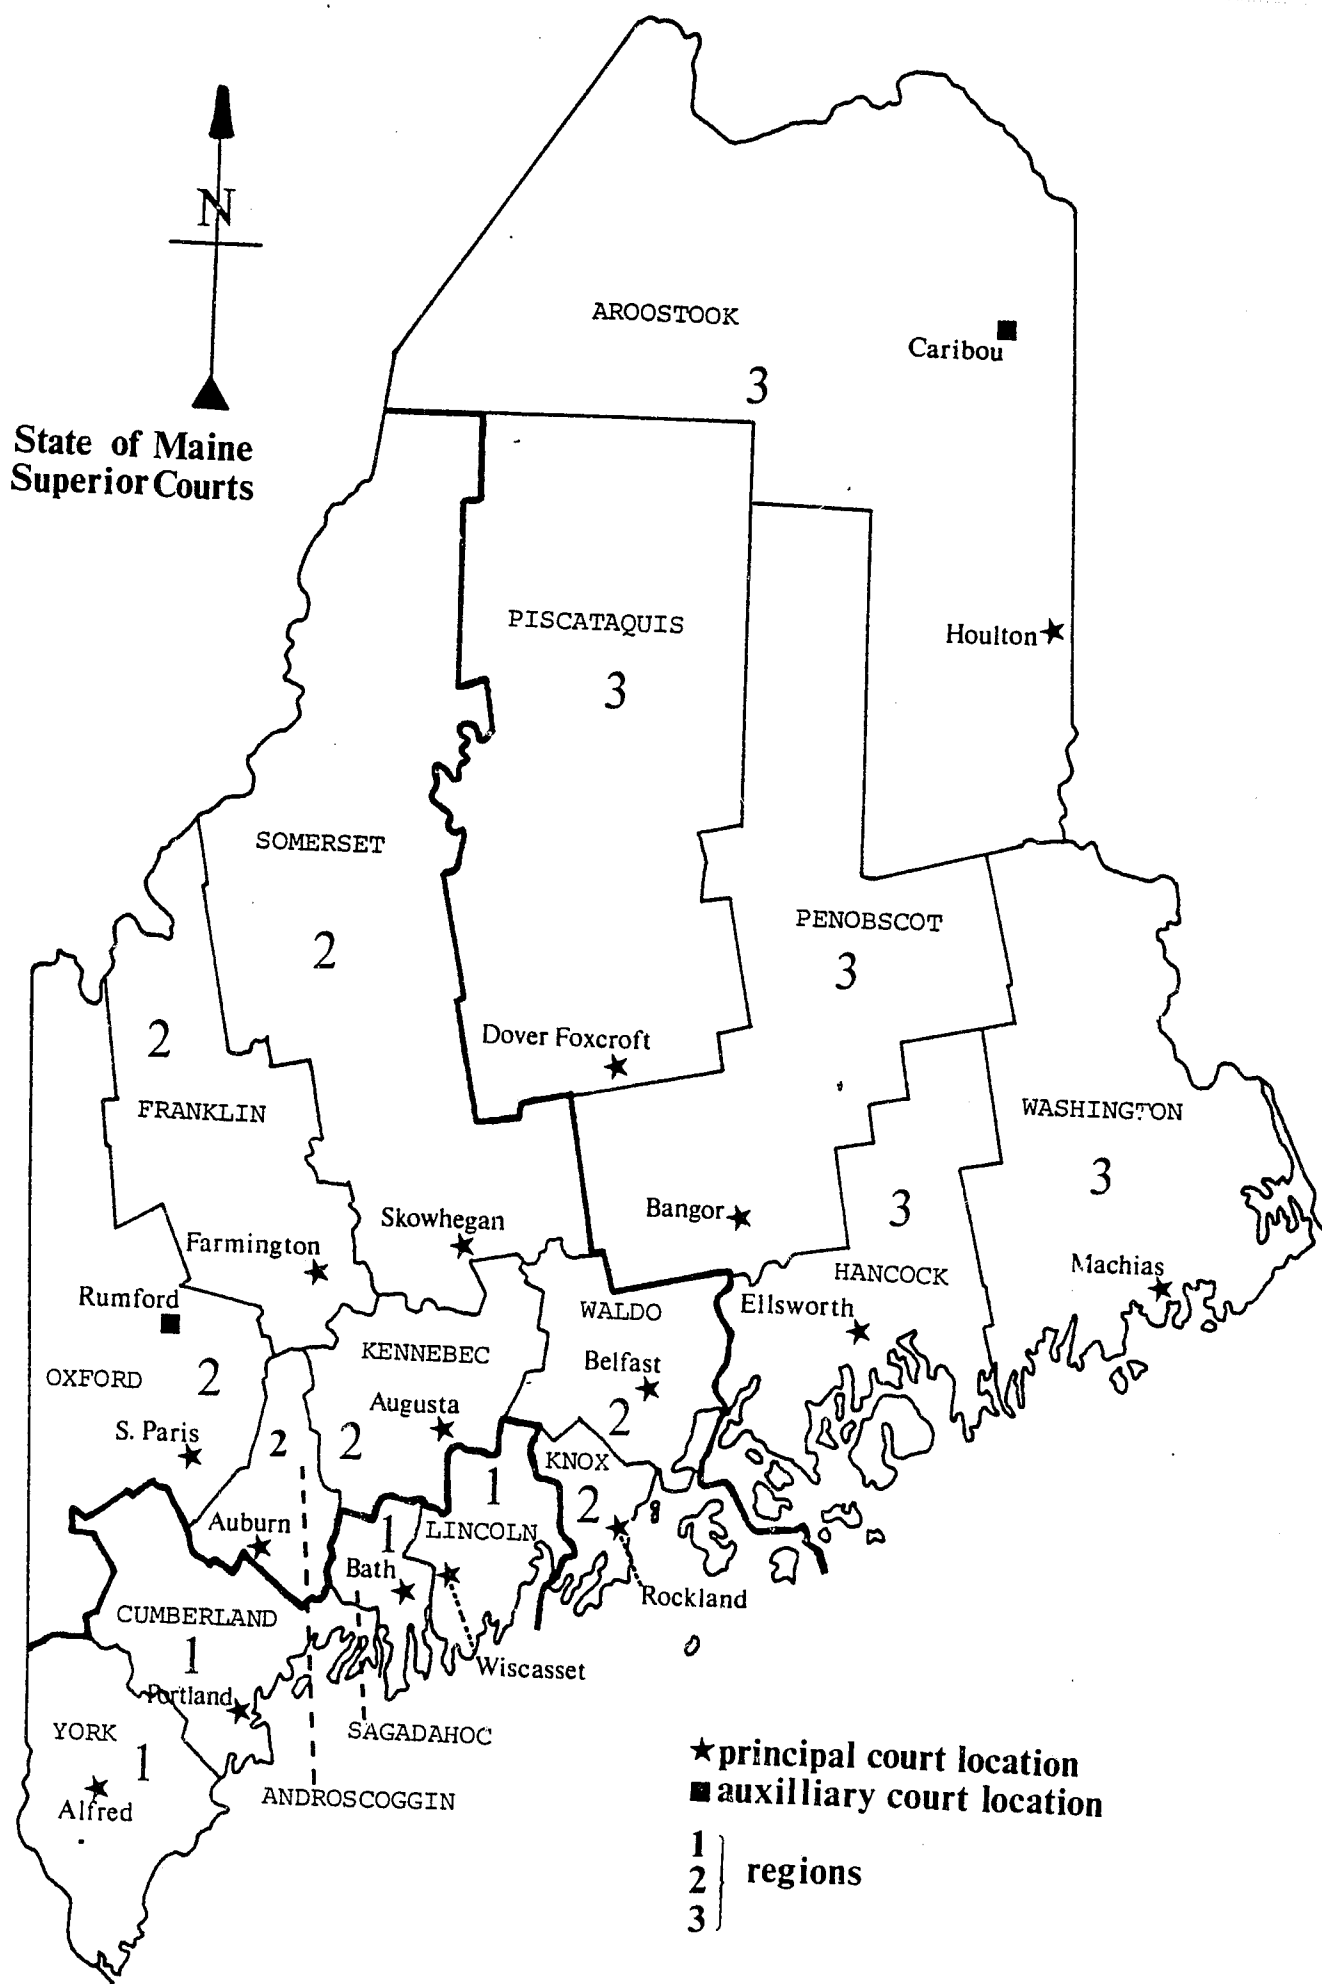 N
State of Maine
Superior Courts
AROOSTOOK
3
Caribou
PISCATAQUIS
3
Houlton
SOMERSET
2
PENOBSCOT
3
2
FRANKLIN
Dover Foxcroft
WASHINGTON
3
Bangor
3
HANCOCK
Skowhegan
Farmington
Machias
Ellsworth
Rumford
WALDO
Belfast
2
KENNEBEC
Augusta
2
OXFORD
2
S. Paris
2
KNOX
2
1
LINCOLN
Auburn
1
Bath
Rockland
Wiscasset
CUMBERLAND
1
Portland
SAGADAHOC
YORK
1
Alfred
ANDROSCOGGIN
principal court location
auxilliary court location
1
2
3
regions